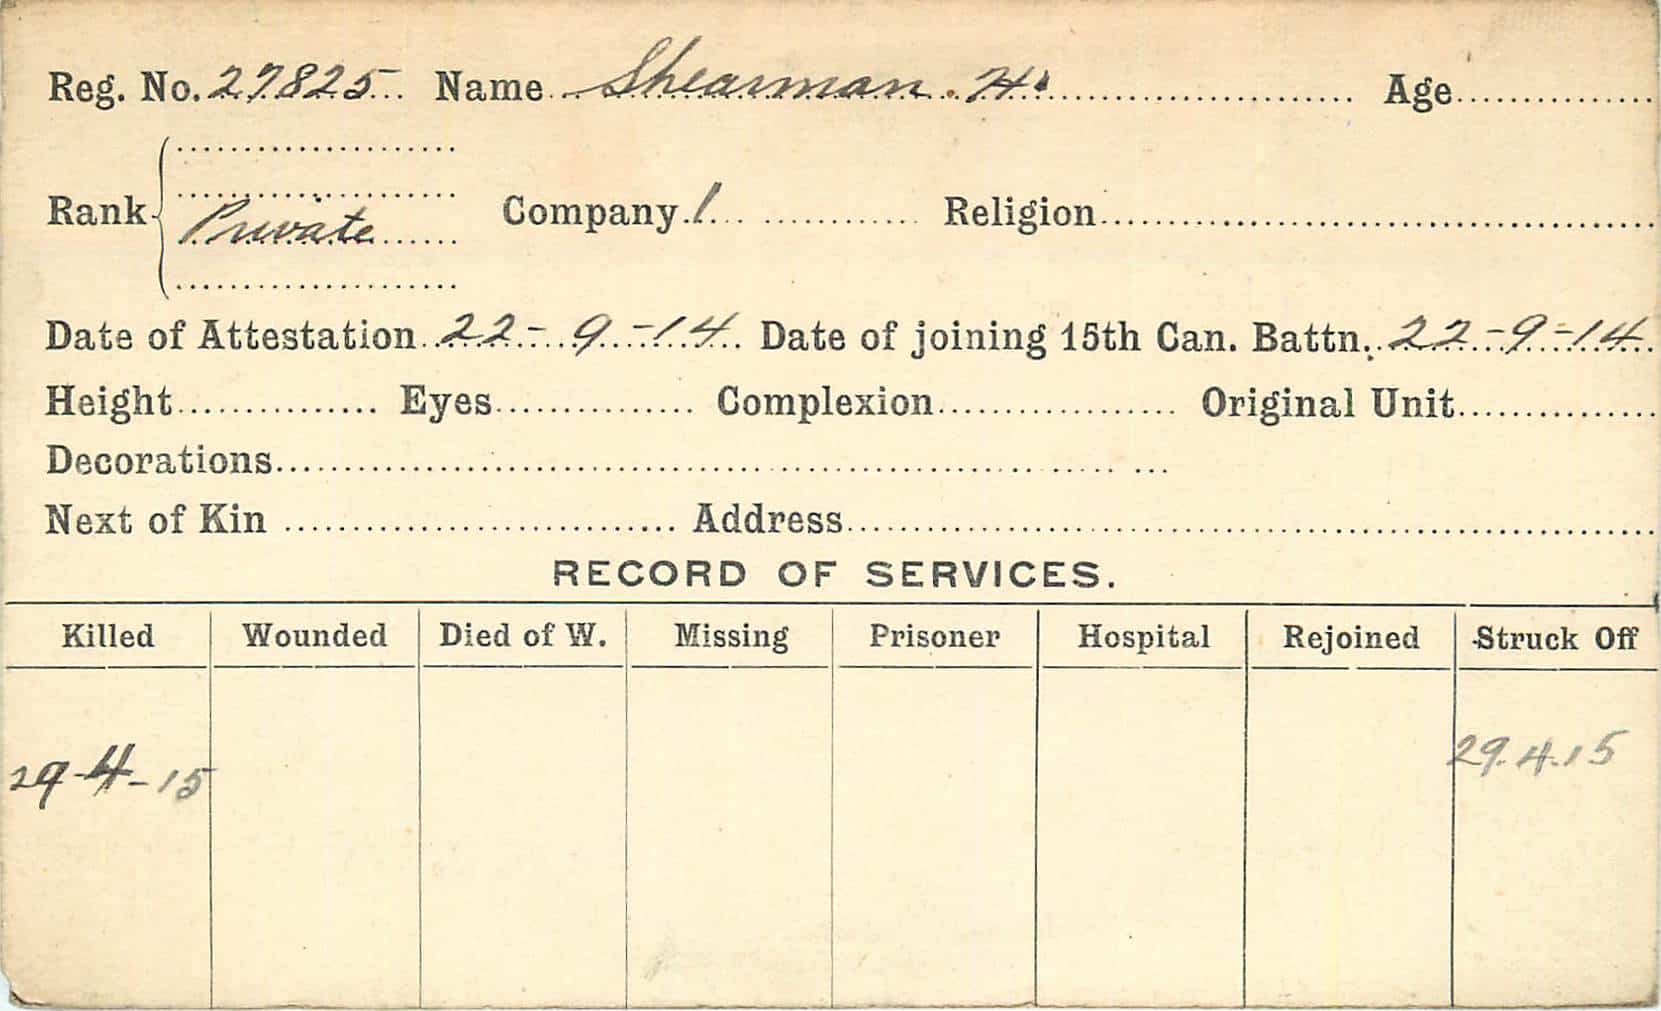 Reg. No. 27825 Name Shearman. H. Age
Rank Private Company 1 Religion
Date of Attestation 22-9-14 Date of joining 15th Can. Battn. 22-9-14
Height Eyes Complexion Original Unit
Decorations
Next of Kin Address
RECORD OF SERVICES.
Killed Wounded Died of W. Missing Prisoner Hospital Rejoined Struck Off
29-4-15 29.4.15